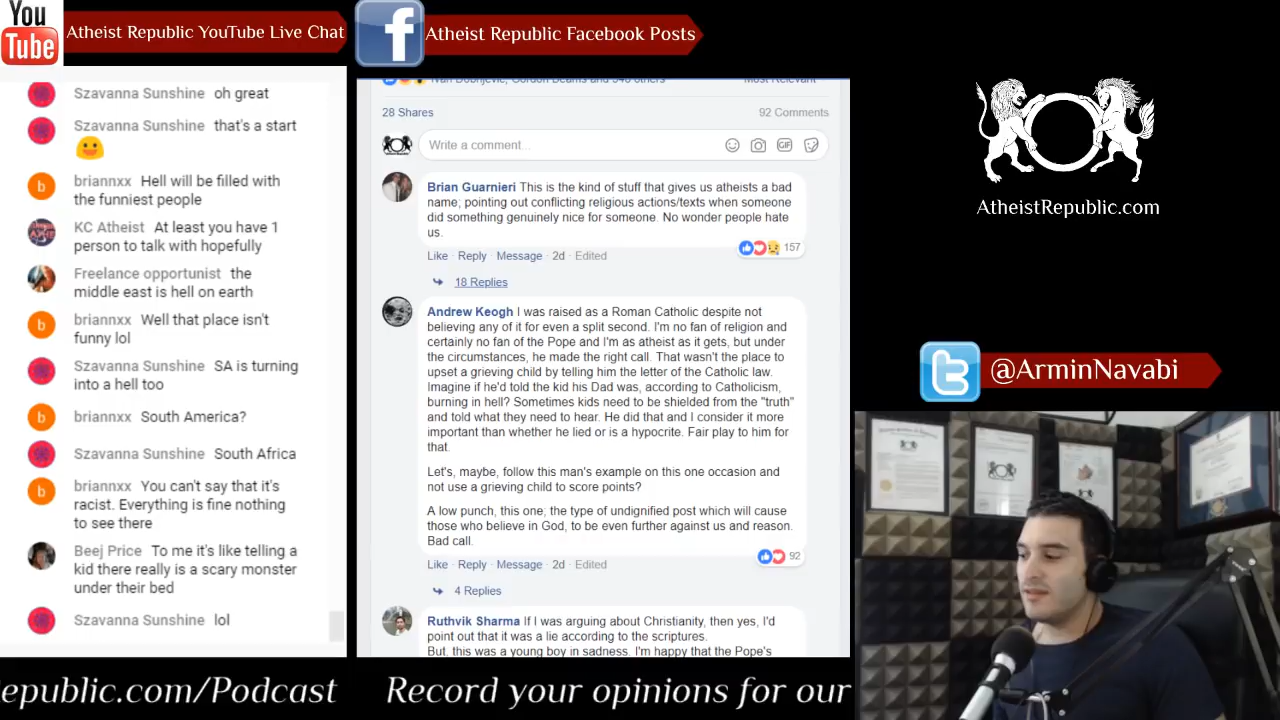 You
Tube
Atheist Republic YouTube Live Chat
f
Atheist Republic Facebook Posts
Szavanna Sunshine oh great
Szavanna Sunshine that's a start
briannxx Hell will be filled with
the funniest people
KC Atheist At least you have 1
person to talk with hopefully
Freelance opportunist the
middle east is hell on earth
briannxx Well that place isn't
funny lol
Szavanna Sunshine SA is turning
into a hell too
briannxx South America?
Szavanna Sunshine South Africa
briannxx You can't say that it's
racist. Everything is fine nothing
to see there
Beej Price To me it's like telling a
kid there really is a scary monster
under their bed
Szavanna Sunshine lol
28 Shares
92 Comments
Write a comment...
GIF
Brian Guarnieri This is the kind of stuff that gives us atheists a bad
name; pointing out conflicting religious actions/texts when someone
did something genuinely nice for someone. No wonder people hate
us.
157
Like · Reply · Message · 2d · Edited
18 Replies
Andrew Keogh I was raised as a Roman Catholic despite not
believing any of it for even a split second. I'm no fan of religion and
certainly no fan of the Pope and I'm as atheist as it gets, but under
the circumstances, he made the right call. That wasn't the place to
upset a grieving child by telling him the letter of the Catholic law.
Imagine if he'd told the kid his Dad was, according to Catholicism,
burning in hell? Sometimes kids need to be shielded from the "truth"
and told what they need to hear. He did that and I consider it more
important than whether he lied or is a hypocrite. Fair play to him for
that.
Let's, maybe, follow this man's example on this one occasion and
not use a grieving child to score points?
A low punch, this one; the type of undignified post which will cause
those who believe in God, to be even further against us and reason.
Bad call.
92
Like · Reply · Message · 2d · Edited
4 Replies
Ruthvik Sharma If I was arguing about Christianity, then yes, I'd
point out that it was a lie according to the scriptures.
But, this was a young boy in sadness. I'm happy that the Pope's
AtheistRepublic.com
@ArminNavabi
epublic.com/Podcast
Record your opinions for our